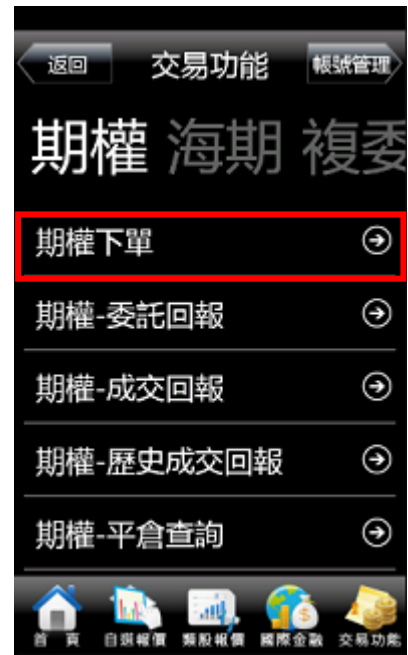 返回 交易功能 帳號管理
期權 海期 複委
期權下單
期權-委託回報
期權-成交回報
期權-歷史成交回報
期權-平倉查詢
首 頁 自選報價 類股報價 國際金融 交易功能